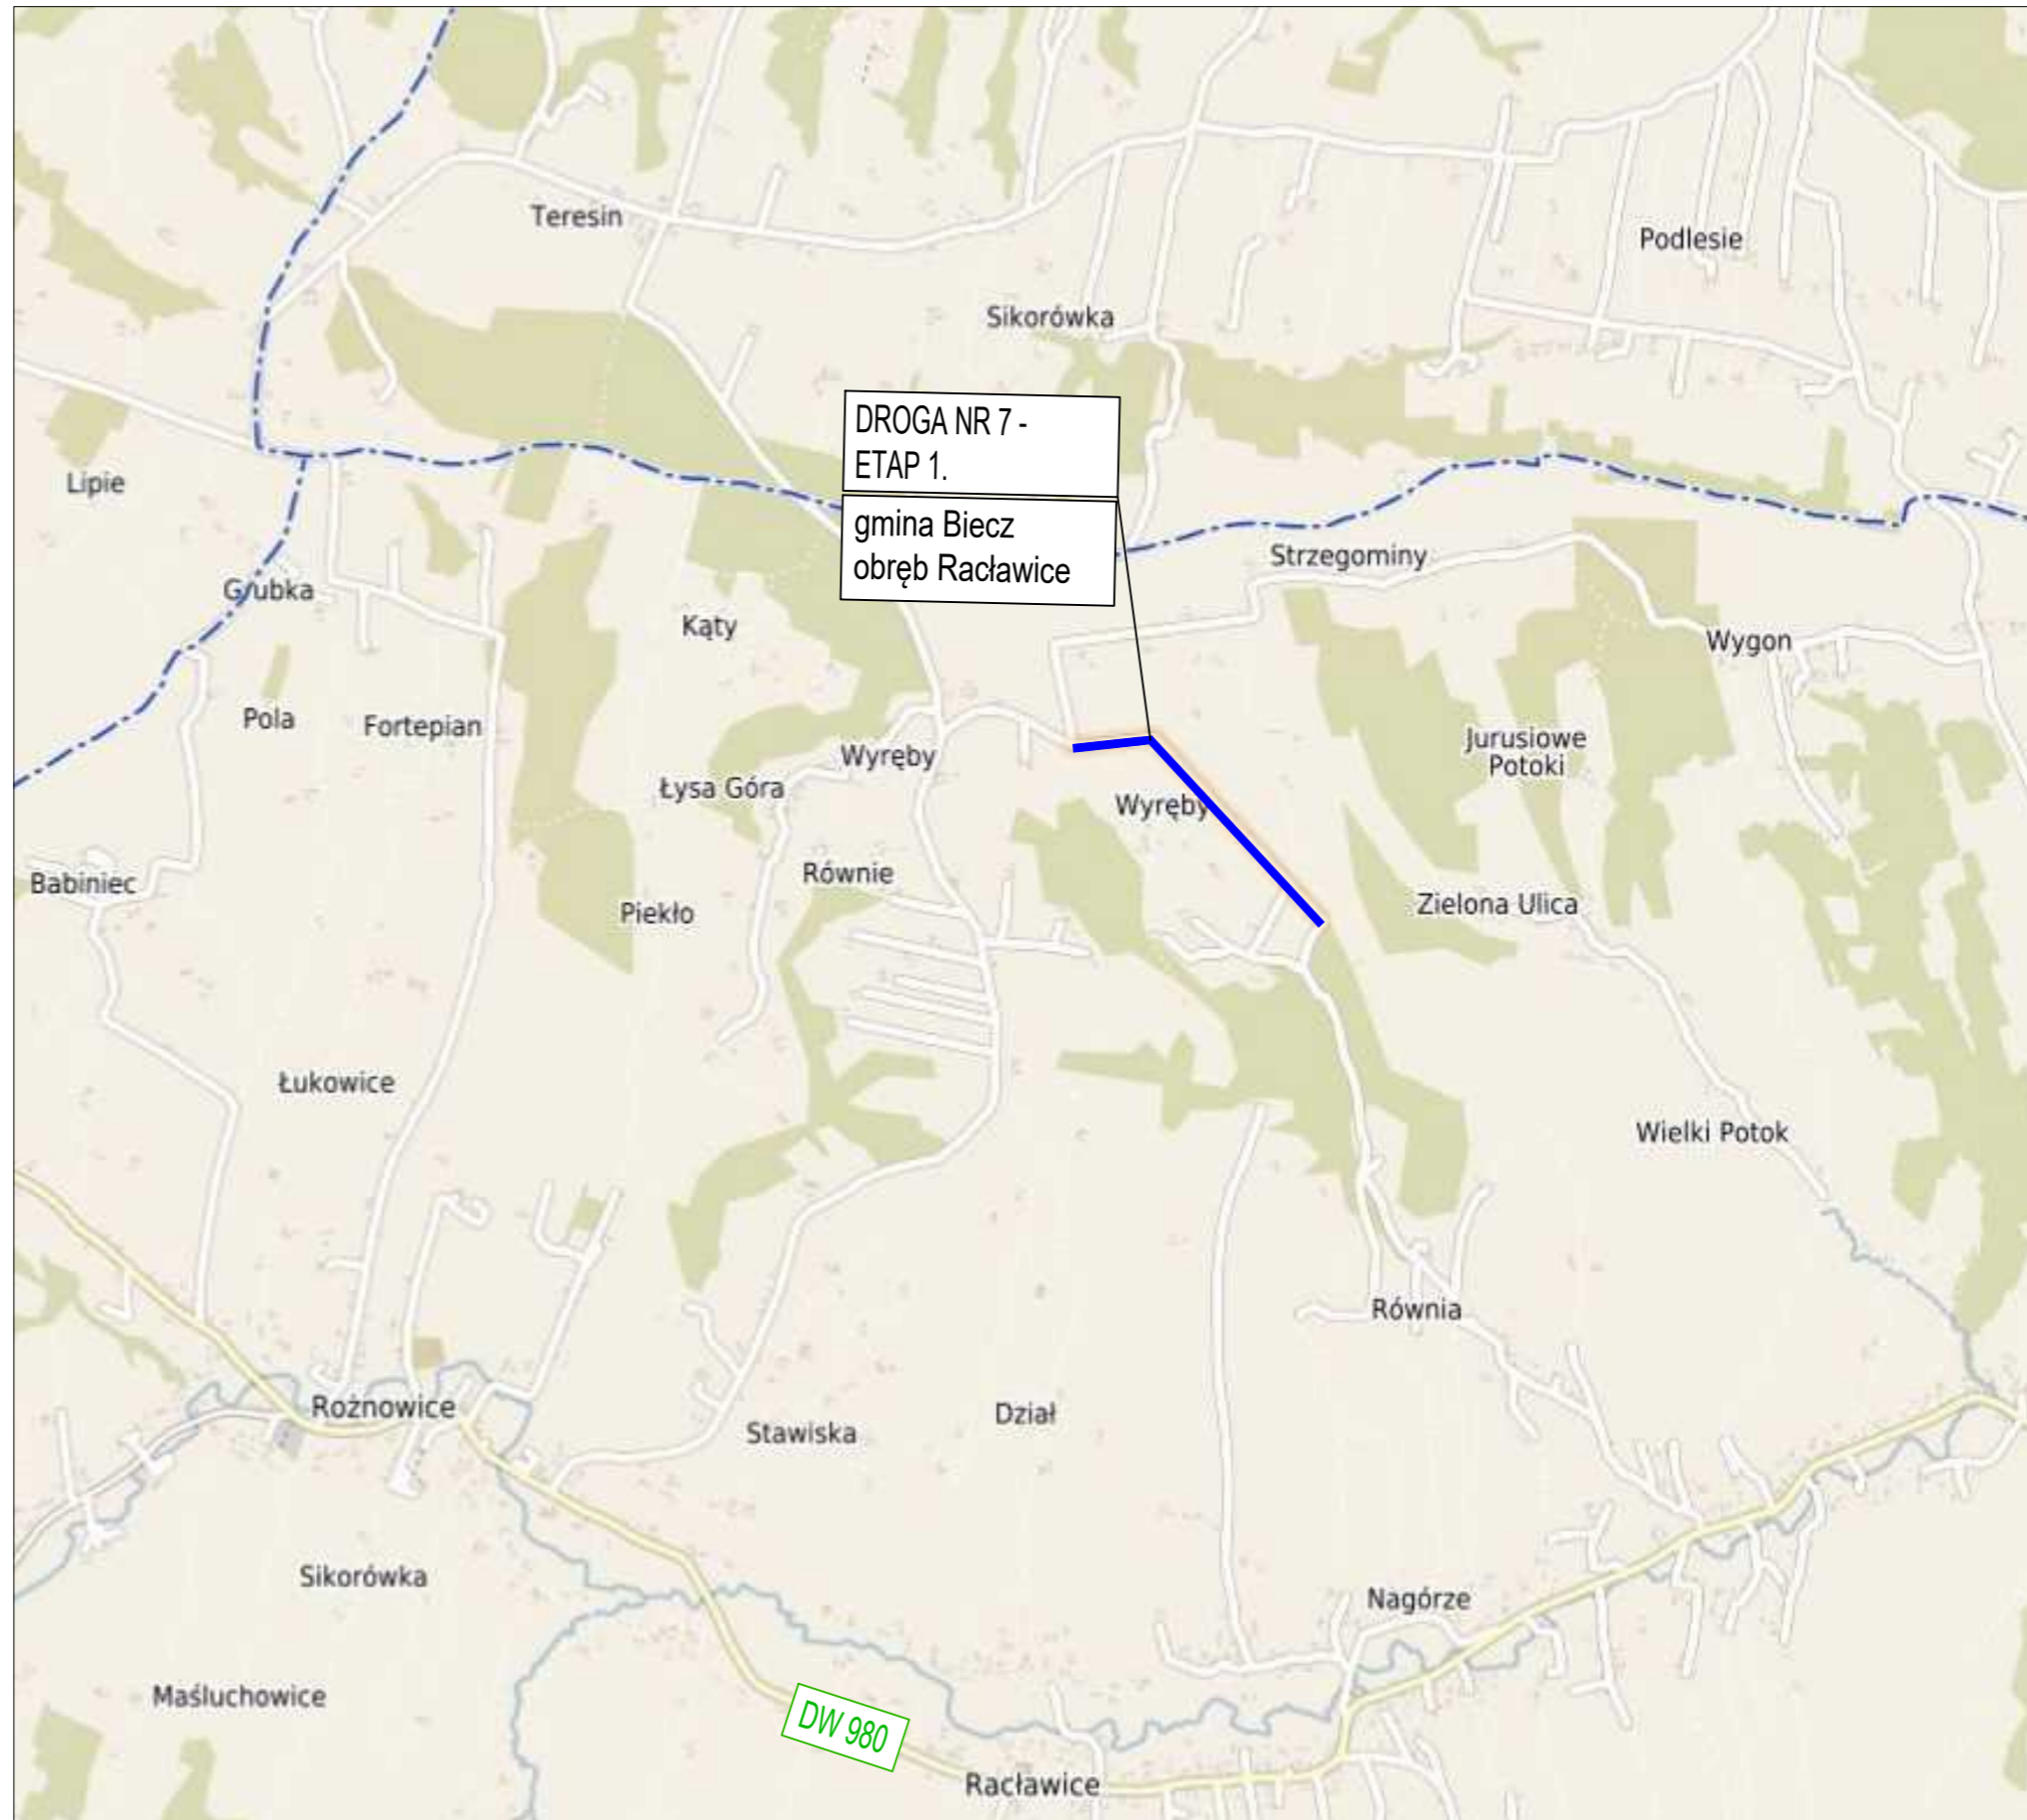 Teresin
Podlesie
Sikorówka
DROGA NR 7 -
ETAP 1.
gmina Biecz
obręb Racławice
Lipie
Strzegominy
Grubka
Kąty
Wygon
Pola
Fortepian
Wyręby
Jurusiowe
Potoki
Łysa Góra
Wyręby
Równie
Babiniec
Piekło
Zielona Ulica
Łukowice
Wielki Potok
Równia
Rożnowice
Stawiska
Dział
Sikorówka
Nagórze
Maśluchowice
DW 980
Racławice